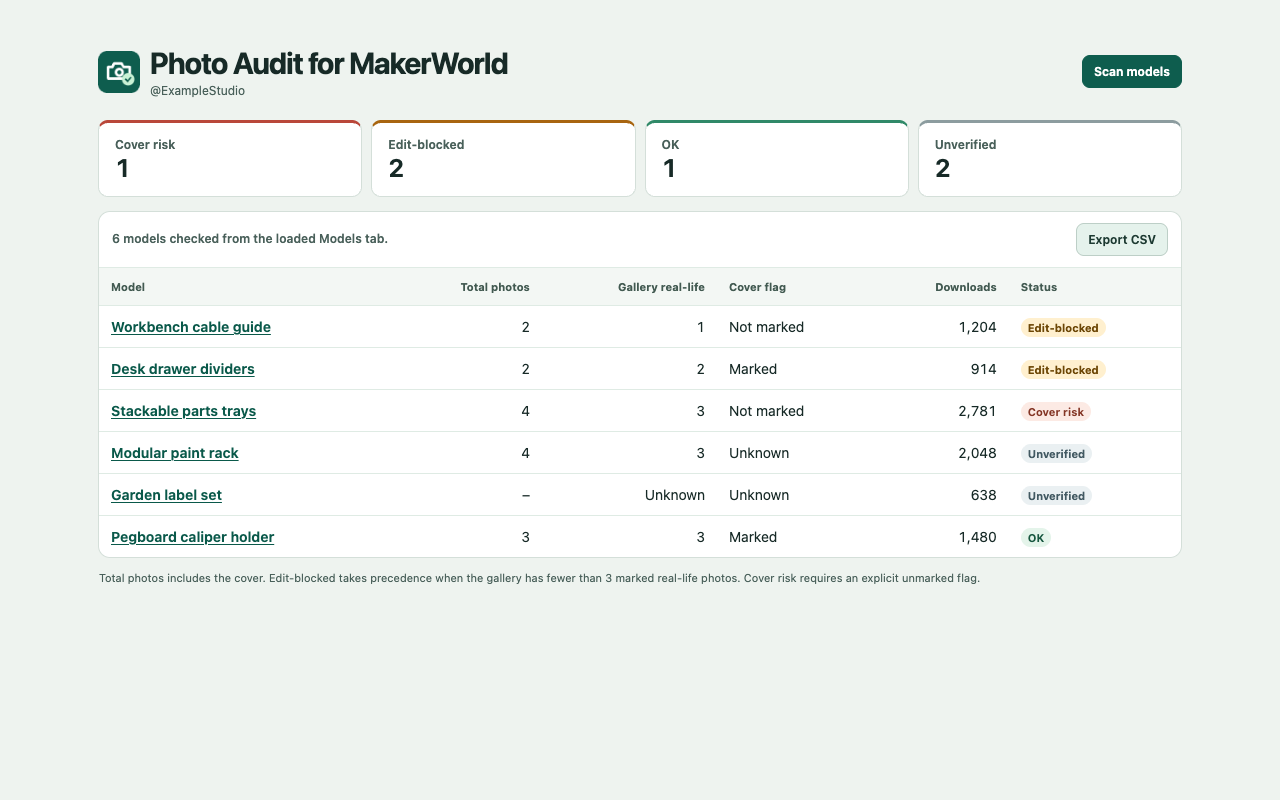 Photo Audit for MakerWorld
@ExampleStudio
Scan models
Cover risk
1
Edit-blocked
2
OK
1
Unverified
2
6 models checked from the loaded Models tab.
Export CSV
Model Total photos Gallery real-life Cover flag Downloads Status
Workbench cable guide 2 1 Not marked 1,204 Edit-blocked
Desk drawer dividers 2 2 Marked 914 Edit-blocked
Stackable parts trays 4 3 Not marked 2,781 Cover risk
Modular paint rack 4 3 Unknown 2,048 Unverified
Garden label set – Unknown Unknown 638 Unverified
Pegboard caliper holder 3 3 Marked 1,480 OK
Total photos includes the cover. Edit-blocked takes precedence when the gallery has fewer than 3 marked real-life photos. Cover risk requires an explicit unmarked flag.